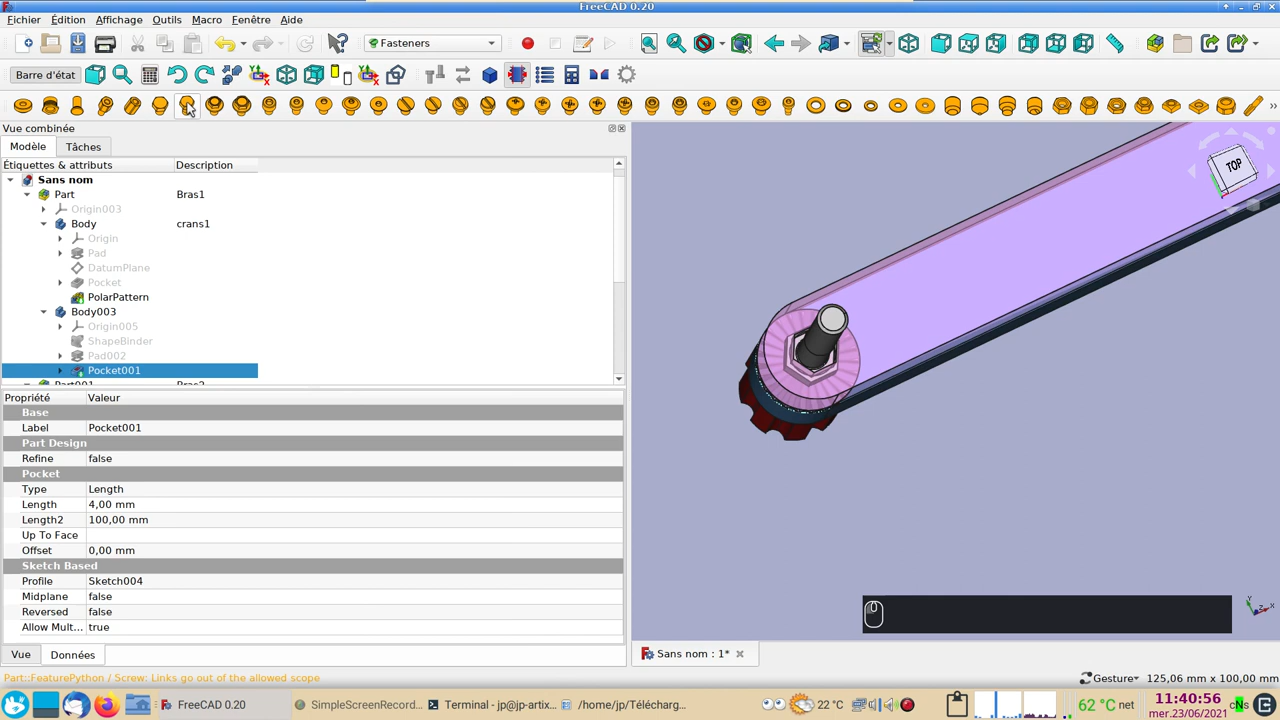 FreeCAD 0.20
Fichier Édition Affichage Outils Macro Fenêtre Aide
Fasteners
Barre d'état
Vue combinée
Modèle Tâches
Étiquettes & attributs Description
Sans nom
Part Bras1
Origin003
Body crans1
Origin
Pad
DatumPlane
Pocket
PolarPattern
Body003
Origin005
ShapeBinder
Pad002
Pocket001
Part001 Bras2
Propriété Valeur
Base
Label Pocket001
Part Design
Refine false
Pocket
Type Length
Length 4,00 mm
Length2 100,00 mm
Up To Face
Offset 0,00 mm
Sketch Based
Profile Sketch004
Midplane false
Reversed false
Allow Mult... true
Vue Données
TOP
Sans nom : 1*
Part::FeaturePython / Screw: Links go out of the allowed scope
Gesture 125,06 mm x 100,00 mm
FreeCAD 0.20
SimpleScreenRecord...
Terminal - jp@jp-artix...
/home/jp/Télécharg...
22 °C
62 °C net
11:40:56
mer.23/06/2021